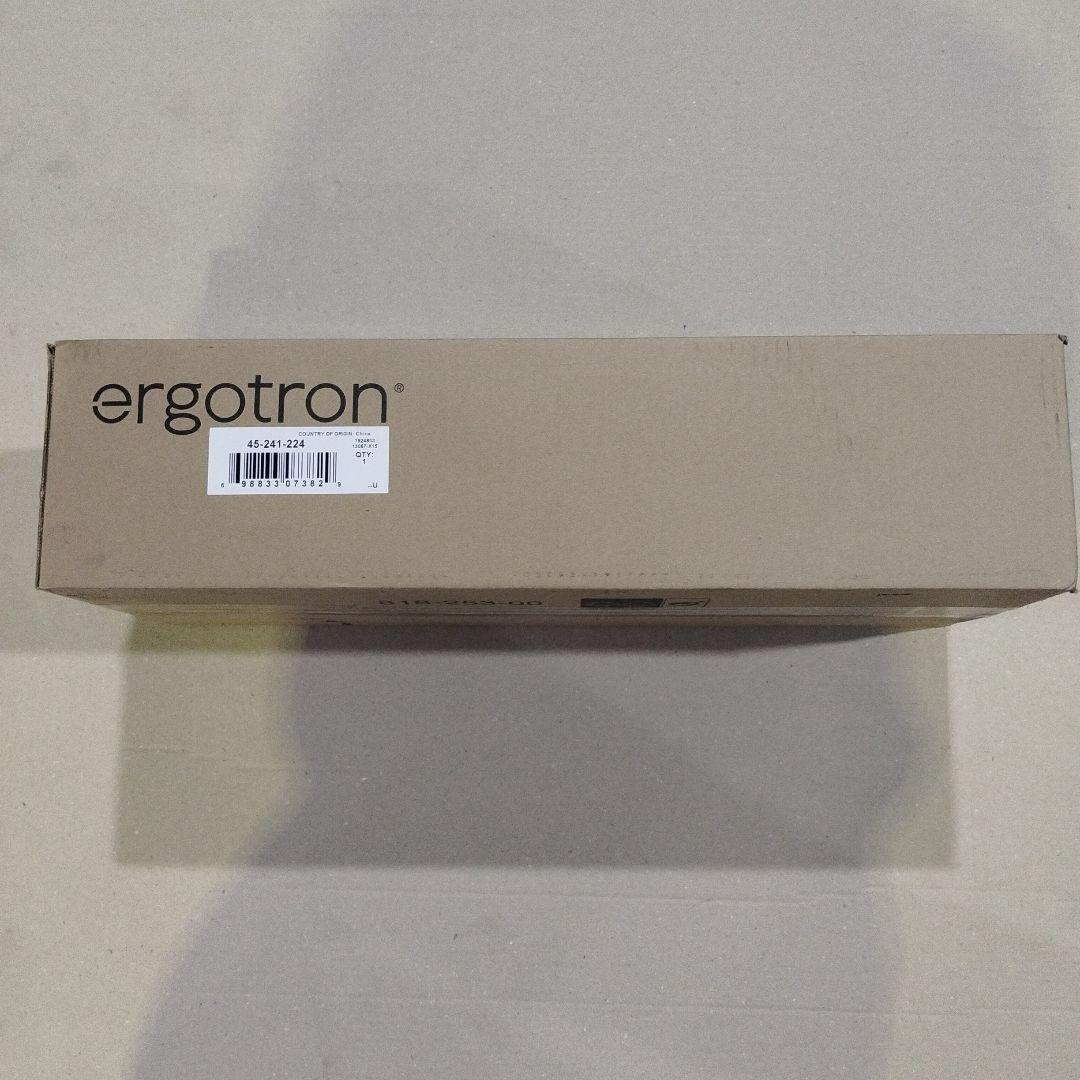 ergotron®
COUNTRY OF ORIGIN: China
45-241-224
QTY:
1
6 98833 07382 9
--U